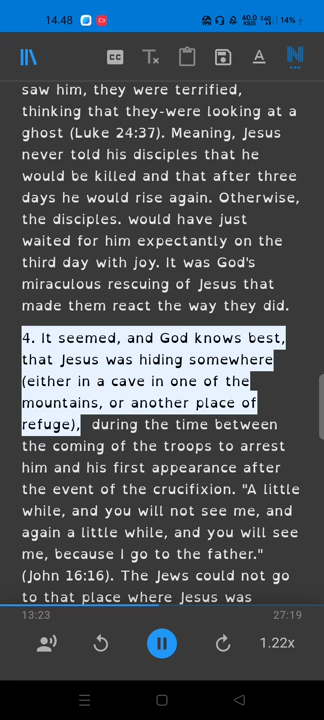 14.48
40.0 KB/S
14%
CC
saw him, they were terrified,
thinking that they-were looking at a
ghost (Luke 24:37). Meaning, Jesus
never told his disciples that he
would be killed and that after three
days he would rise again. Otherwise,
the disciples. would have just
waited for him expectantly on the
third day with joy. It was God's
miraculous rescuing of Jesus that
made them react the way they did.
4. It seemed, and God knows best,
that Jesus was hiding somewhere
(either in a cave in one of the
mountains, or another place of
refuge), during the time between
the coming of the troops to arrest
him and his first appearance after
the event of the crucifixion. "A little
while, and you will not see me, and
again a little while, and you will see
me, because I go to the father."
(John 16:16). The Jews could not go
to that place where Jesus was
13:23
27:19
1.22x